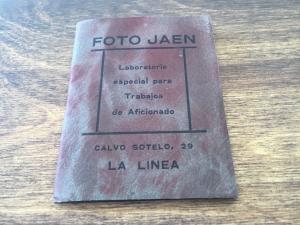 FOTO JAEN
Laboratorio
especial para
Trabajos
de Aficionado
CALVO SOTELO, 29
LA LINEA